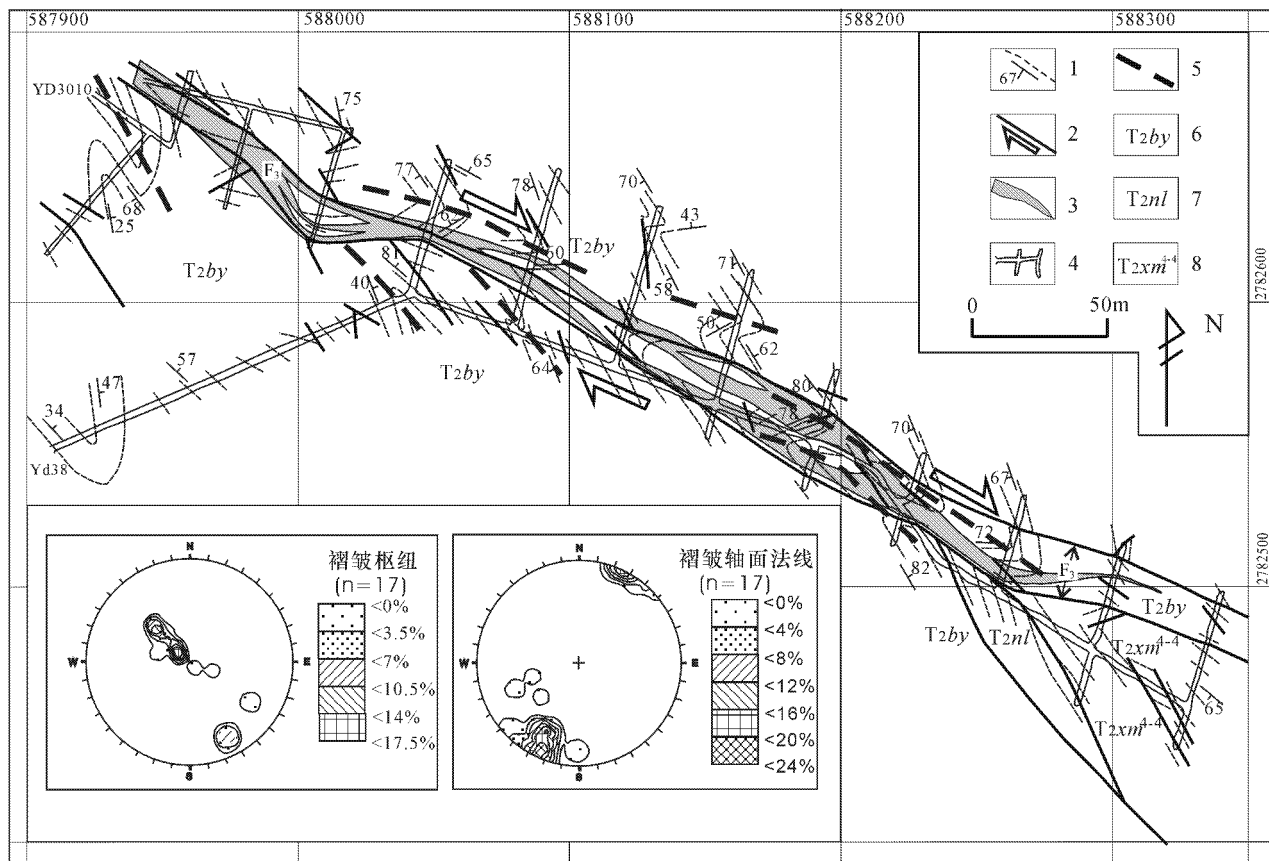 587900
588000
588100
588200
588300
YD3010
75
77
65
78
70
43
68
25
F3
6
60
T2by
T2by
81
40
58
71
50
62
57
T2by
64
47
34
80
78
Yd38
70
67
72
82
F3
T2by
T2nl
T2by
T2xm4-4
T2xm4-4
65
2782600
2782500
67
1
2
3
4
5
T2by
6
T2nl
7
T2xm4-4
8
0
50m
N
N
W
E
S
褶皱枢纽
(n=17)
<0%
<3.5%
<7%
<10.5%
<14%
<17.5%
N
W
E
S
褶皱轴面法线
(n=17)
<0%
<4%
<8%
<12%
<16%
<20%
<24%